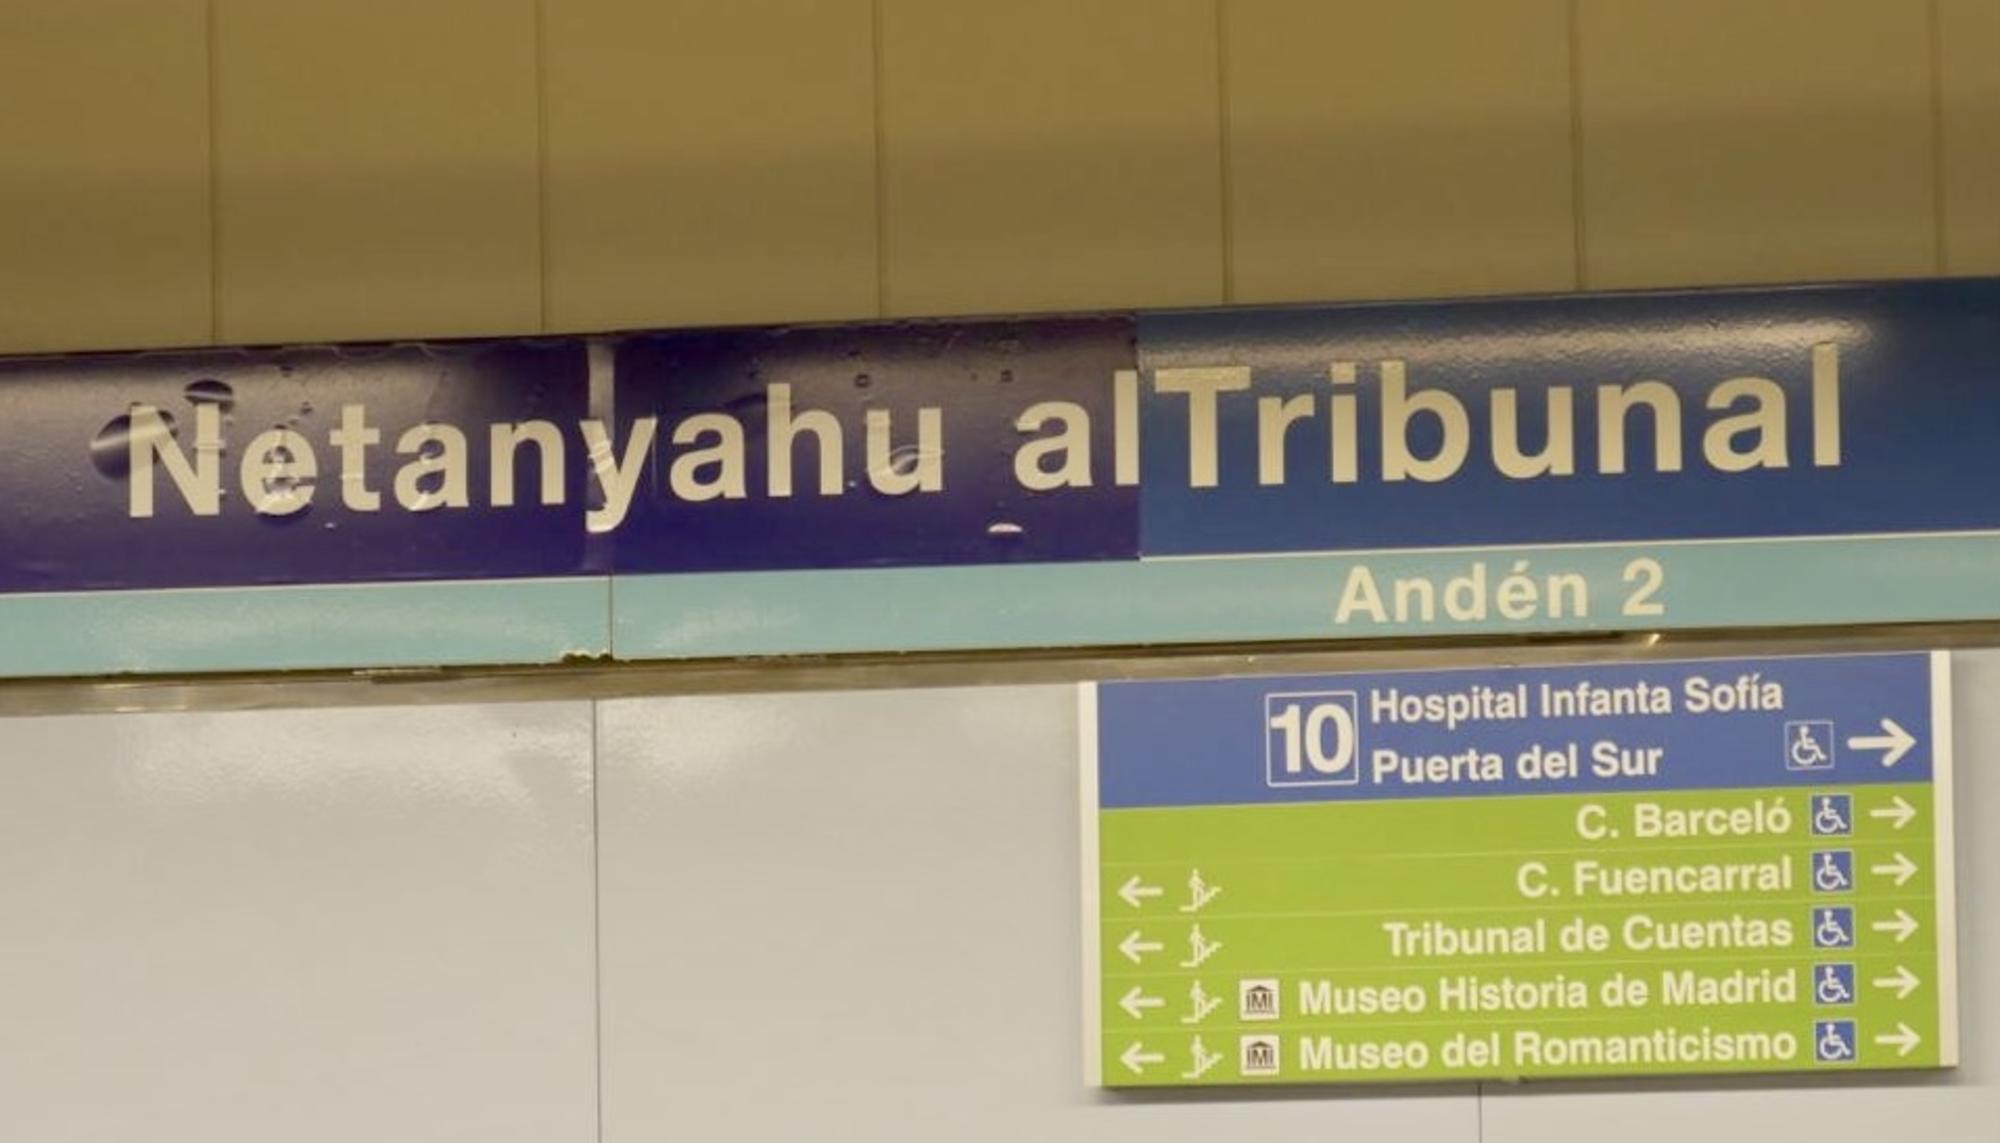 Netanyahu al Tribunal
Andén 2
10 Hospital Infanta Sofía
Puerta del Sur
C. Barceló
C. Fuencarral
Tribunal de Cuentas
Museo Historia de Madrid
Museo del Romanticismo